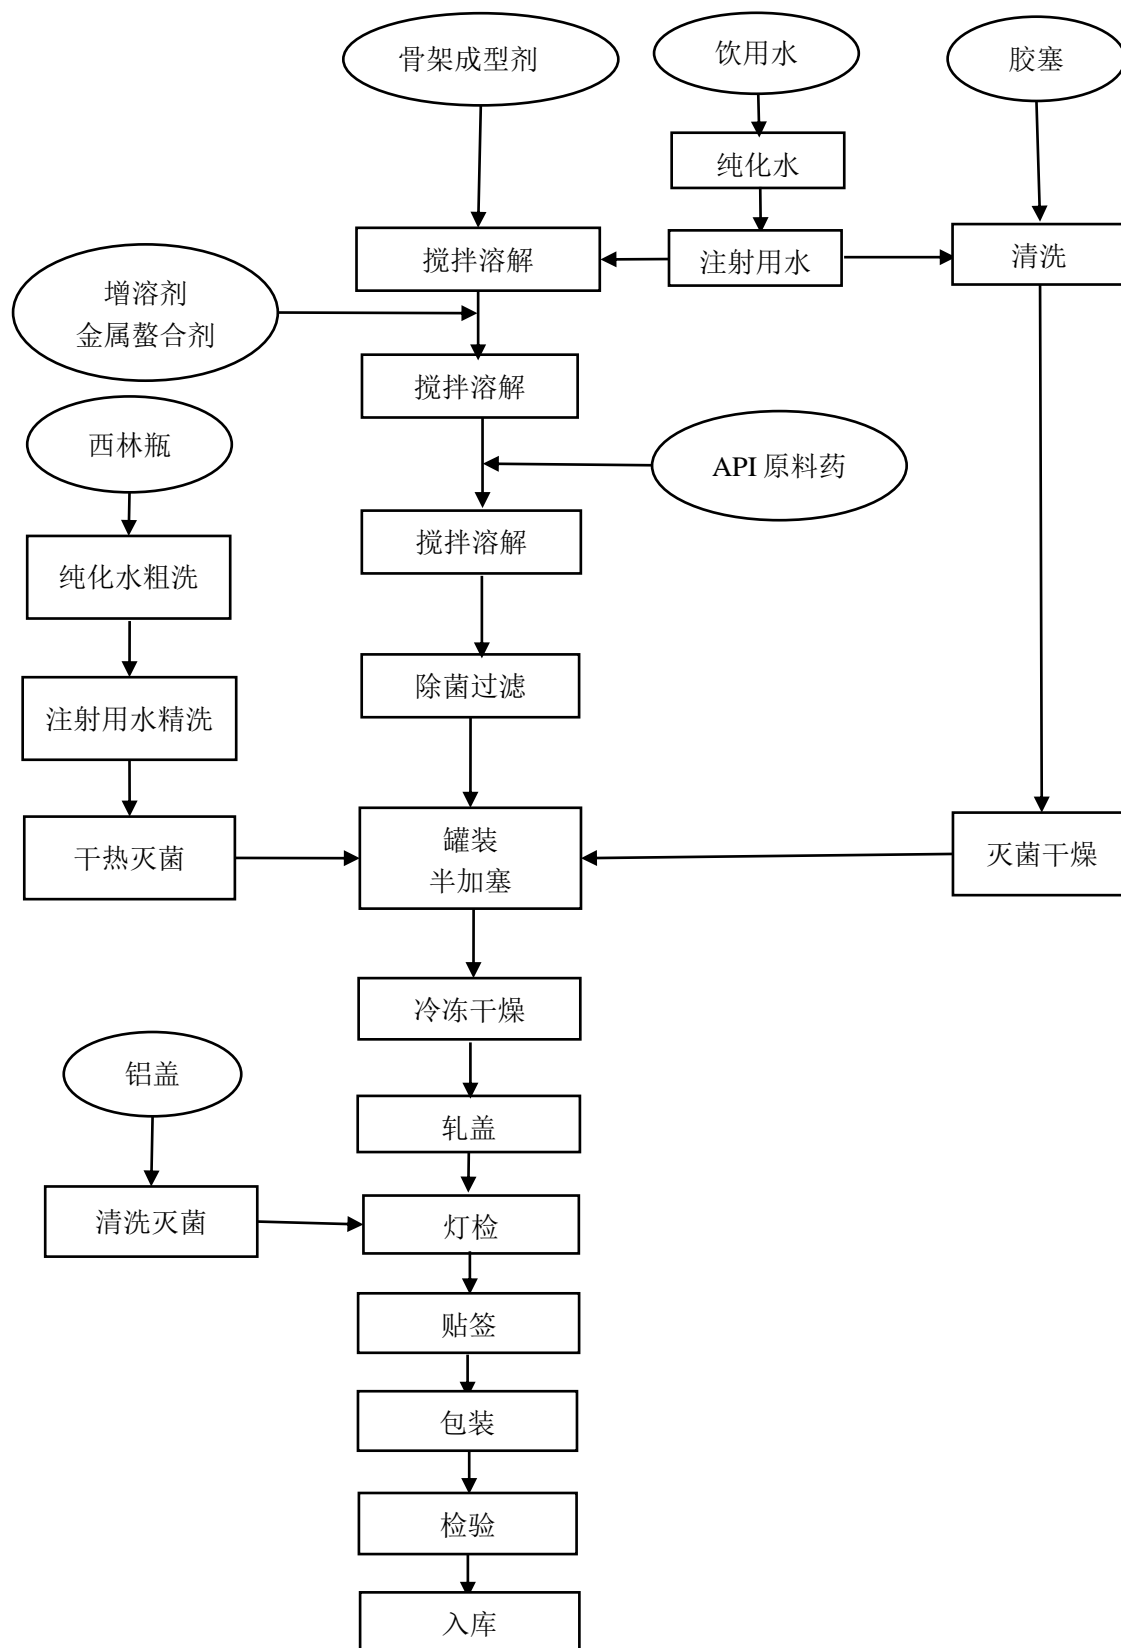 骨架成型剂
饮用水
胶塞
纯化水
搅拌溶解
注射用水
清洗
增溶剂
金属螯合剂
搅拌溶解
西林瓶
API 原料药
搅拌溶解
纯化水粗洗
除菌过滤
注射用水精洗
干热灭菌
罐装
半加塞
灭菌干燥
冷冻干燥
铝盖
轧盖
清洗灭菌
灯检
贴签
包装
检验
入库